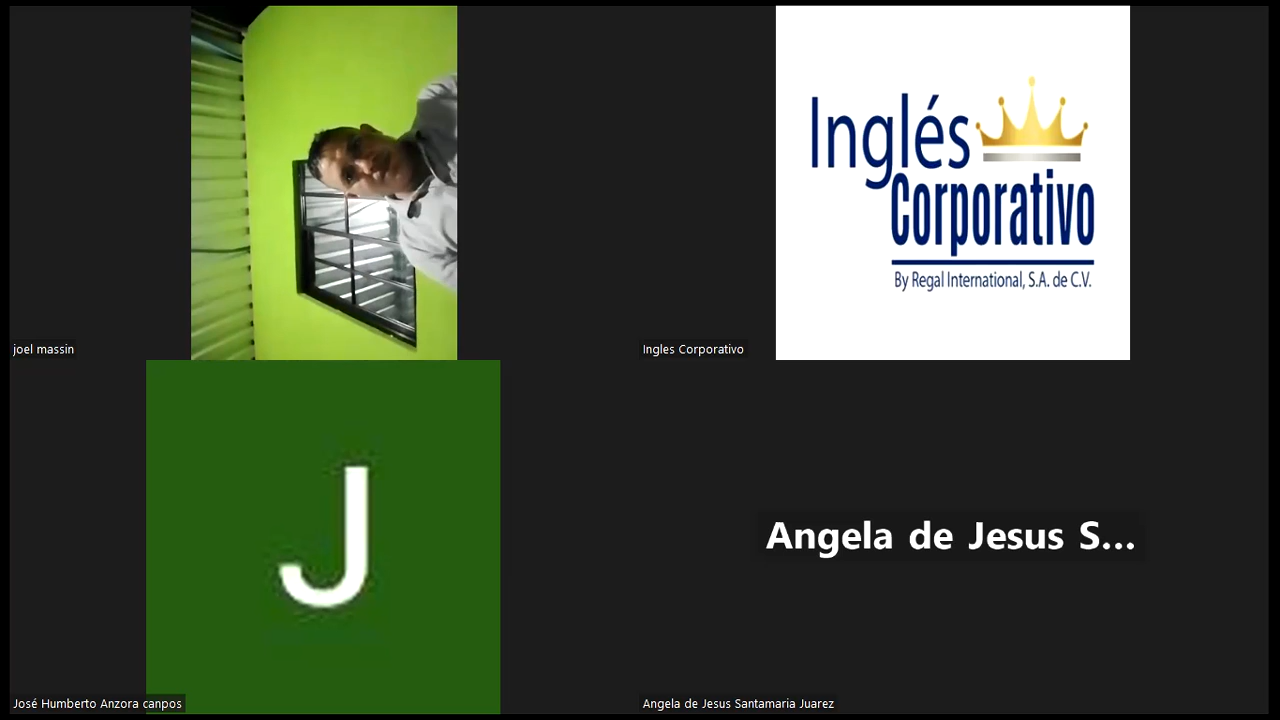 joel massin
Inglés
Corporativo
By Regal International, S.A. de C.V.
Ingles Corporativo
J
José Humberto Anzora canpos
Angela de Jesus S...
Angela de Jesus Santamaria Juarez